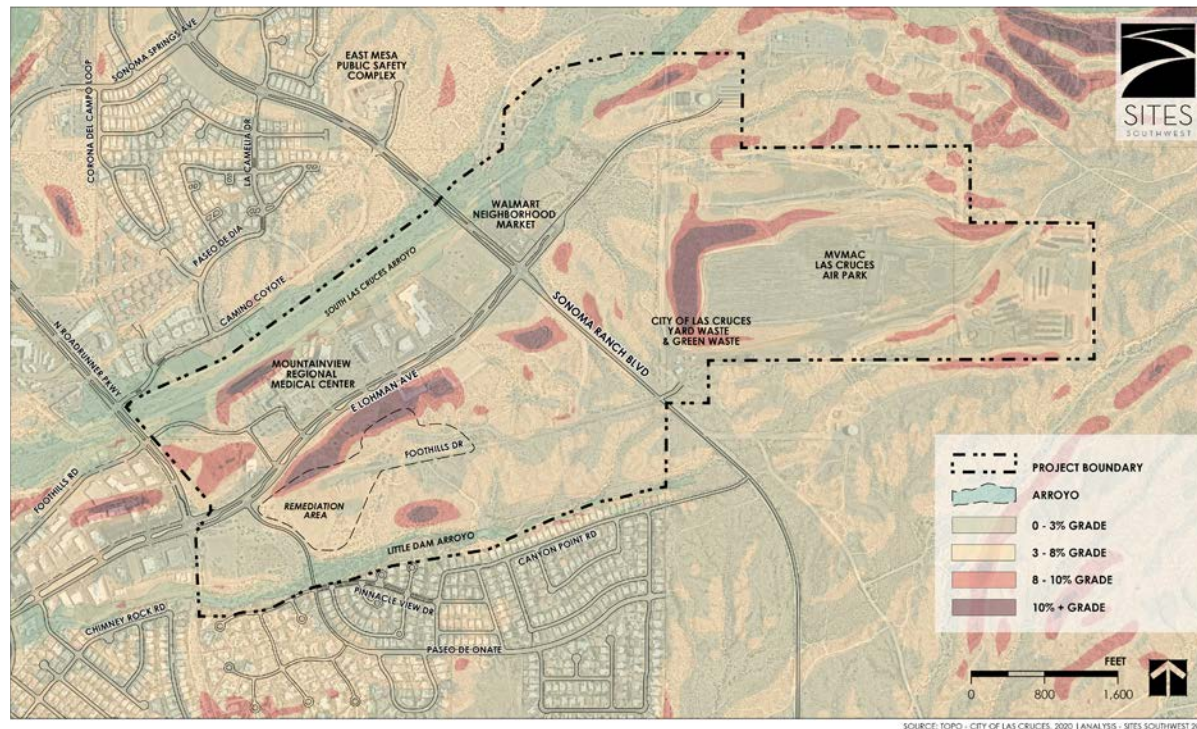 SONOMA SPRINGS AVE
EAST MESA
PUBLIC SAFETY
COMPLEX
SITES
SOUTHWEST
CORONA DEL CAMPO LOOP
LA CAMELIA DR
WALMART
NEIGHBORHOOD
MARKET
PASEO DE DIA
MVMAC
LAS CRUCES
AIR PARK
CAMINO COYOTE
SOUTH LAS CRUCES ARROYO
SONOMA RANCH BLVD
CITY OF LAS CRUCES
YARD WASTE
& GREEN WASTE
N ROADRUNNER PKWY
MOUNTAINVIEW
REGIONAL
MEDICAL CENTER
E LOHMAN AVE
FOOTHILLS DR
FOOTHILLS RD
REMEDIATION
AREA
LITTLE DAM ARROYO
CANYON POINT RD
PINNACLE VIEW DR
CHIMNEY ROCK RD
PASEO DE ONATE
PROJECT BOUNDARY
ARROYO
0 - 3% GRADE
3 - 8% GRADE
8 - 10% GRADE
10% + GRADE
FEET
0 800 1,600
SOURCE: TOPO - CITY OF LAS CRUCES, 2020 | ANALYSIS - SITES SOUTHWEST